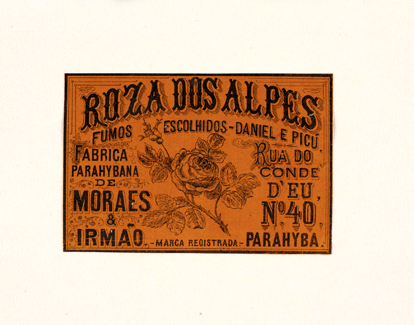 ROZA DOS ALPES
FUMOS ESCOLHIDOS - DANIEL E PICÚ
FABRICA
PARAHYBANA
DE
MORAES
&
IRMÃO.
RUA DO
CONDE
D'EU,
Nº 40
- MARCA REGISTRADA -
PARAHYBA.